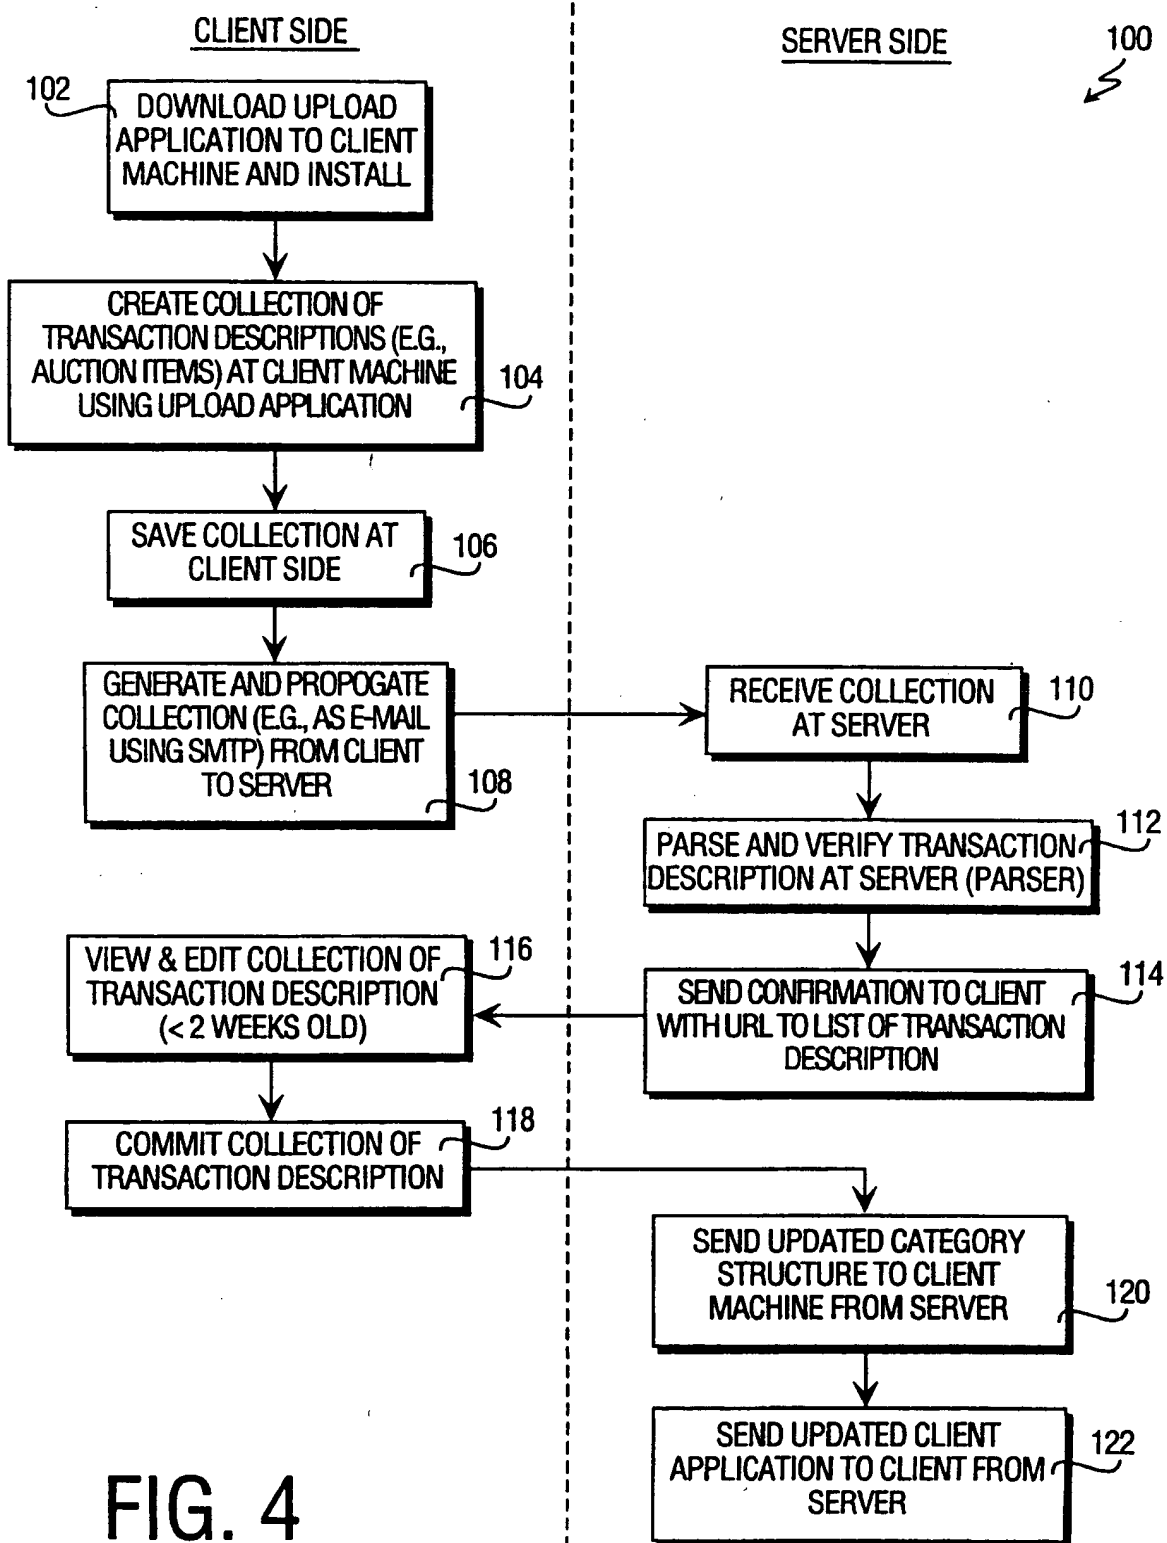 CLIENT SIDE
SERVER SIDE
100
102
DOWNLOAD UPLOAD
APPLICATION TO CLIENT
MACHINE AND INSTALL
CREATE COLLECTION OF
TRANSACTION DESCRIPTIONS (E.G.,
AUCTION ITEMS) AT CLIENT MACHINE
USING UPLOAD APPLICATION
104
SAVE COLLECTION AT
CLIENT SIDE
106
GENERATE AND PROPOGATE
COLLECTION (E.G., AS E-MAIL
USING SMTP) FROM CLIENT
TO SERVER
108
RECEIVE COLLECTION
AT SERVER
110
PARSE AND VERIFY TRANSACTION
DESCRIPTION AT SERVER (PARSER)
112
SEND CONFIRMATION TO CLIENT
WITH URL TO LIST OF TRANSACTION
DESCRIPTION
114
VIEW & EDIT COLLECTION OF
TRANSACTION DESCRIPTION
(< 2 WEEKS OLD)
116
COMMIT COLLECTION OF
TRANSACTION DESCRIPTION
118
SEND UPDATED CATEGORY
STRUCTURE TO CLIENT
MACHINE FROM SERVER
120
SEND UPDATED CLIENT
APPLICATION TO CLIENT FROM
SERVER
122
FIG. 4